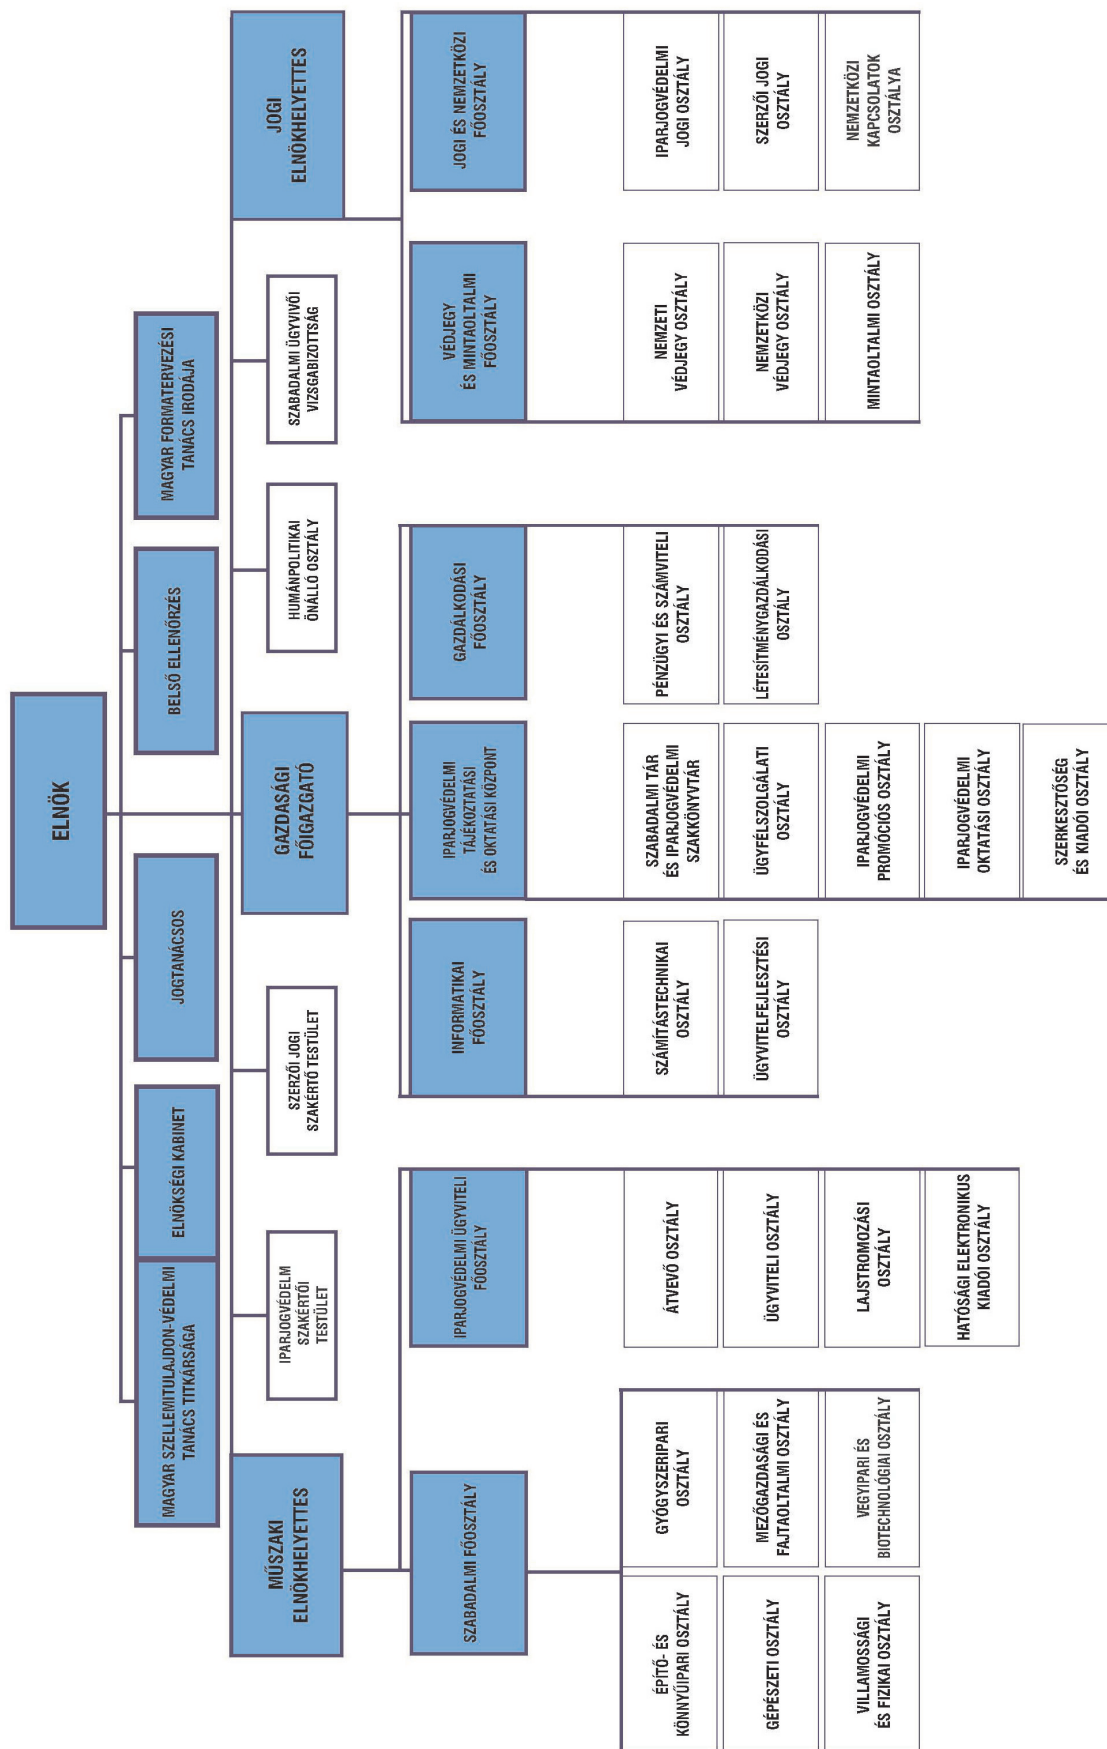 ELNÖK
MAGYAR SZELLEMITULAJDON-VÉDELMI
TANÁCS TITKÁRSÁGA
ELNÖKSÉGI KABINET
JOGTANÁCSOS
BELSŐ ELLENŐRZÉS
MAGYAR FORMATERVEZÉSI
TANÁCS IRODÁJA
MŰSZAKI
ELNÖKHELYETTES
GAZDASÁGI
FŐIGAZGATÓ
JOGI
ELNÖKHELYETTES
IPARJOGVÉDELM
SZAKÉRTŐI
TESTÜLET
SZERZŐI JOGI
SZAKÉRTŐ TESTÜLET
HUMÁNPOLITIKAI
ÖNÁLLÓ OSZTÁLY
SZABADALMI ÜGYVIVŐI
VIZSGABIZOTTSÁG
SZABADALMI FŐOSZTÁLY
IPARJOGVÉDELMI ÜGYVITELI
FŐOSZTÁLY
INFORMATIKAI
FŐOSZTÁLY
IPARJOGVÉDELMI
TÁJÉKOZTATÁSI
ÉS OKTATÁSI KÖZPONT
GAZDÁLKODÁSI
FŐOSZTÁLY
VÉDJEGY
ÉS MINTAOLTALMI
FŐOSZTÁLY
JOGI ÉS NEMZETKÖZI
FŐOSZTÁLY
ÉPÍTŐ- ÉS
KÖNNYŰIPARI OSZTÁLY
GYÓGYSZERIPARI
OSZTÁLY
ÁTVEVŐ OSZTÁLY
SZÁMÍTÁSTECHNIKAI
OSZTÁLY
SZABADALMI TÁR
ÉS IPARJOGVÉDELMI
SZAKKÖNYVTÁR
PÉNZÜGYI ÉS SZÁMVITELI
OSZTÁLY
NEMZETI
VÉDJEGY OSZTÁLY
IPARJOGVÉDELMI
JOGI OSZTÁLY
GÉPÉSZETI OSZTÁLY
MEZŐGAZDASÁGI ÉS
FAJTAOLTALMI OSZTÁLY
ÜGYVITELI OSZTÁLY
ÜGYVITELFEJLESZTÉSI
OSZTÁLY
ÜGYFÉLSZOLGÁLATI
OSZTÁLY
LÉTESÍTMÉNYGAZDÁLKODÁSI
OSZTÁLY
NEMZETKÖZI
VÉDJEGY OSZTÁLY
SZERZŐI JOGI
OSZTÁLY
VILLAMOSSÁGI
ÉS FIZIKAI OSZTÁLY
VEGYIPARI ÉS
BIOTECHNOLÓGIAI OSZTÁLY
LAJSTROMOZÁSI
OSZTÁLY
IPARJOGVÉDELMI
PROMÓCIÓS OSZTÁLY
MINTAOLTALMI OSZTÁLY
NEMZETKÖZI
KAPCSOLATOK
OSZTÁLYA
HATÓSÁGI ELEKTRONIKUS
KIADÓI OSZTÁLY
IPARJOGVÉDELMI
OKTATÁSI OSZTÁLY
SZERKESZTŐSÉG
ÉS KIADÓI OSZTÁLY